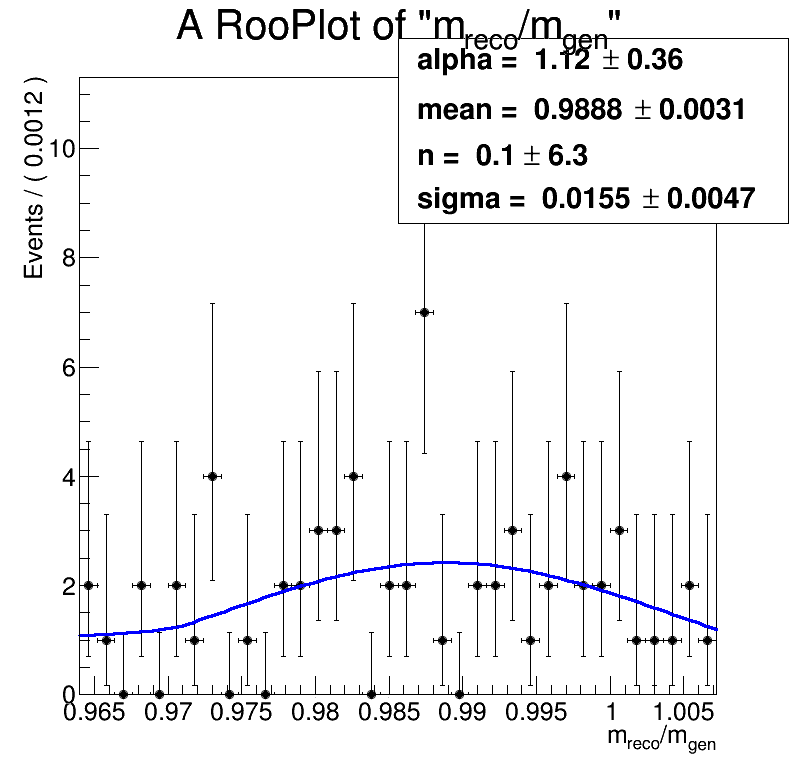 A RooPlot of "m_reco/m_gen"
alpha = 1.12 ± 0.36
mean = 0.9888 ± 0.0031
n = 0.1 ± 6.3
sigma = 0.0155 ± 0.0047
Events / ( 0.0012 )
10
8
6
4
2
0
0.965 0.97 0.975 0.98 0.985 0.99 0.995 1 1.005
m_reco/m_gen